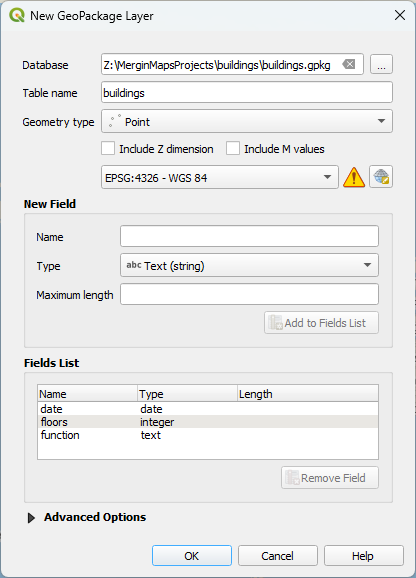 New GeoPackage Layer
Database Z:\MerginMapsProjects\buildings\buildings.gpkg ...
Table name buildings
Geometry type Point
Include Z dimension Include M values
EPSG:4326 - WGS 84
New Field
Name
Type abc Text (string)
Maximum length
Add to Fields List
Fields List
Name Type Length
date date
floors integer
function text
Remove Field
Advanced Options
OK Cancel Help